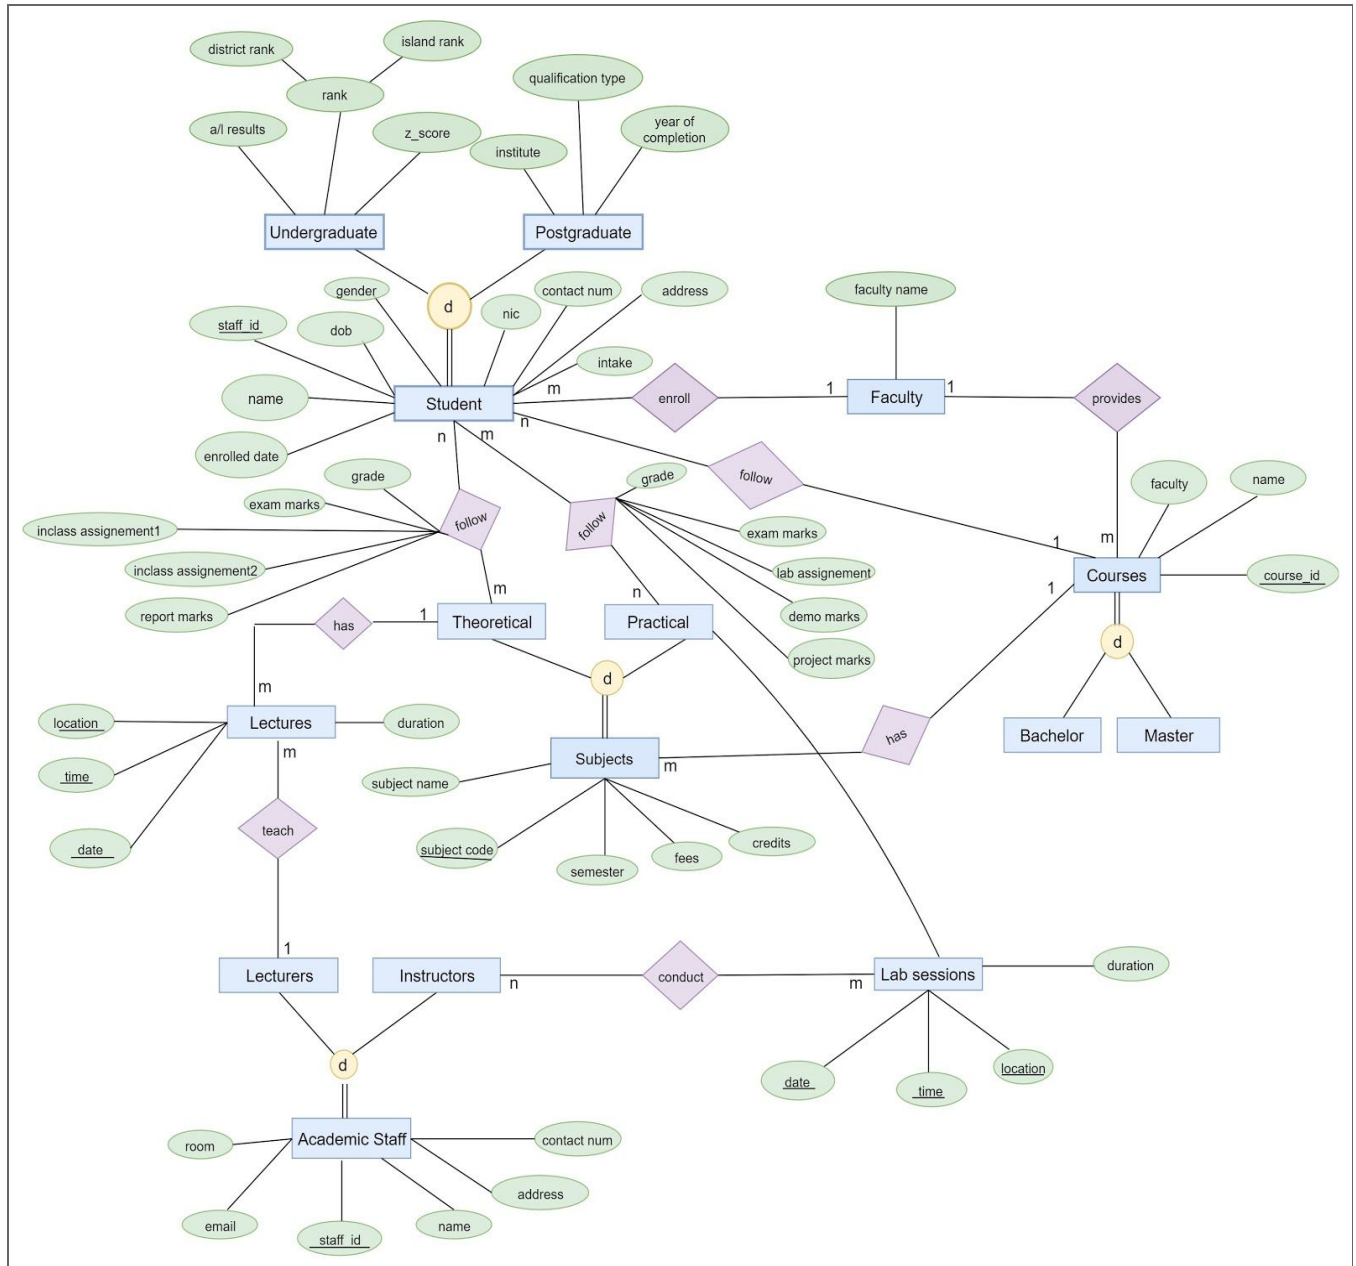 island rank
district rank
qualification type
rank
year of
completion
a/l results
z_score
institute
Undergraduate
Postgraduate
gender
contact num
address
faculty name
d
nic
staff_id
dob
intake
m
1
1
name
Student
enroll
Faculty
provides
n
m
n
enrolled date
grade
grade
follow
faculty
name
exam marks
follow
follow
inclass assignement1
exam marks
m
1
inclass assignement2
lab assignement
Courses
course_id
m
n
1
report marks
1
demo marks
has
Theoretical
Practical
d
project marks
m
d
location
Lectures
duration
Bachelor
Master
has
m
Subjects
m
time
subject name
teach
date
subject code
credits
fees
semester
1
Lecturers
Instructors
n
conduct
m
Lab sessions
duration
d
date
time
location
room
Academic Staff
contact num
address
email
staff_id
name